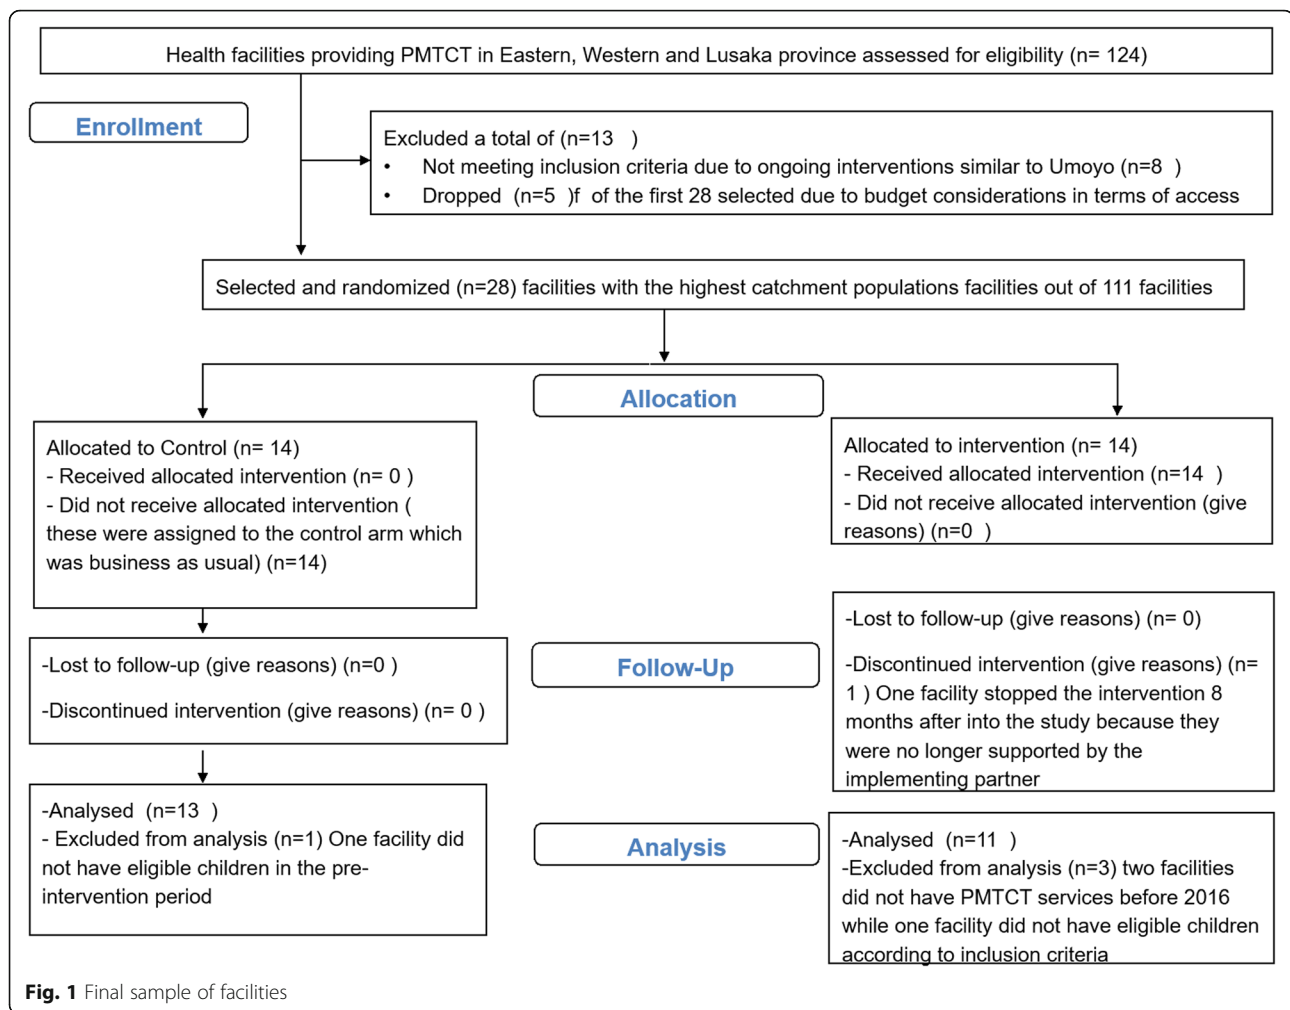 Health facilities providing PMTCT in Eastern, Western and Lusaka province assessed for eligibility (n= 124)
Enrollment
Excluded a total of (n=13 )
• Not meeting inclusion criteria due to ongoing interventions similar to Umoyo (n=8 )
• Dropped (n=5 )f of the first 28 selected due to budget considerations in terms of access
Selected and randomized (n=28) facilities with the highest catchment populations facilities out of 111 facilities
Allocation
Allocated to Control (n= 14)
- Received allocated intervention (n= 0 )
- Did not receive allocated intervention (
these were assigned to the control arm which
was business as usual) (n=14)
Allocated to intervention (n= 14)
- Received allocated intervention (n=14 )
- Did not receive allocated intervention (give
reasons) (n=0 )
Follow-Up
-Lost to follow-up (give reasons) (n=0 )
-Discontinued intervention (give reasons) (n= 0 )
-Lost to follow-up (give reasons) (n= 0)
-Discontinued intervention (give reasons) (n=
1 ) One facility stopped the intervention 8
months after into the study because they
were no longer supported by the
implementing partner
Analysis
-Analysed (n=13 )
- Excluded from analysis (n=1) One facility did
not have eligible children in the pre-
intervention period
-Analysed (n=11 )
-Excluded from analysis (n=3) two facilities
did not have PMTCT services before 2016
while one facility did not have eligible children
according to inclusion criteria
Fig. 1 Final sample of facilities